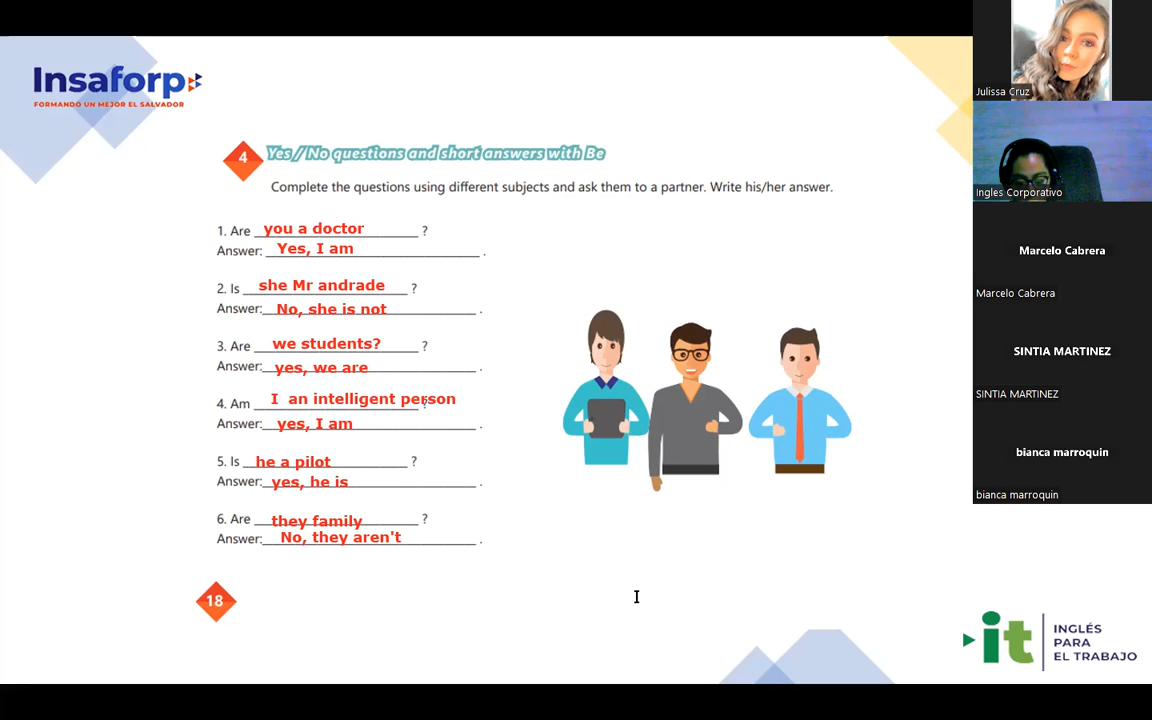 Insaforp
FORMANDO UN MEJOR EL SALVADOR
4
Yes / No questions and short answers with Be
Complete the questions using different subjects and ask them to a partner. Write his/her answer.
1. Are you a doctor ?
Answer: Yes, I am .
2. Is she Mr andrade ?
Answer: No, she is not .
3. Are we students? ?
Answer: yes, we are .
4. Am I an intelligent person ?
Answer: yes, I am .
5. Is he a pilot ?
Answer: yes, he is .
6. Are they family ?
Answer: No, they aren't .
18
it
INGLÉS
PARA
EL TRABAJO
Julissa Cruz
Ingles Corporativo
Marcelo Cabrera
Marcelo Cabrera
SINTIA MARTINEZ
SINTIA MARTINEZ
bianca marroquin
bianca marroquin